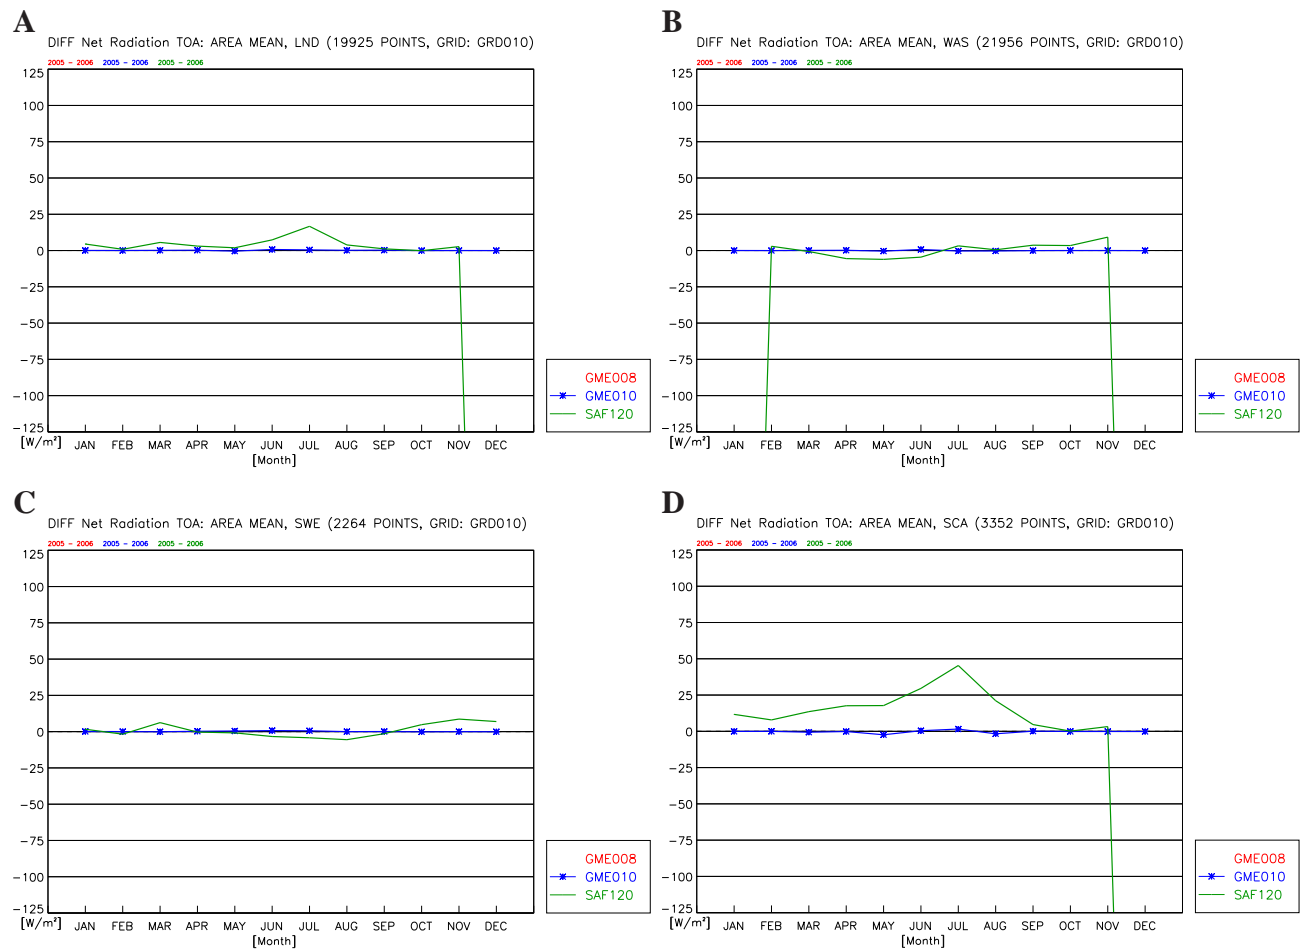 A
DIFF Net Radiation TOA: AREA MEAN, LND (19925 POINTS, GRID: GRD010)
2005 - 2006 2005 - 2006 2005 - 2006
125
100
75
50
25
0
-25
-50
-75
-100
-125
[W/m²]
JAN FEB MAR APR MAY JUN JUL AUG SEP OCT NOV DEC
[Month]
GME008
GME010
SAF120
B
DIFF Net Radiation TOA: AREA MEAN, WAS (21956 POINTS, GRID: GRD010)
2005 - 2006 2005 - 2006 2005 - 2006
125
100
75
50
25
0
-25
-50
-75
-100
-125
[W/m²]
JAN FEB MAR APR MAY JUN JUL AUG SEP OCT NOV DEC
[Month]
GME008
GME010
SAF120
C
DIFF Net Radiation TOA: AREA MEAN, SWE (2264 POINTS, GRID: GRD010)
2005 - 2006 2005 - 2006 2005 - 2006
125
100
75
50
25
0
-25
-50
-75
-100
-125
[W/m²]
JAN FEB MAR APR MAY JUN JUL AUG SEP OCT NOV DEC
[Month]
GME008
GME010
SAF120
D
DIFF Net Radiation TOA: AREA MEAN, SCA (3352 POINTS, GRID: GRD010)
2005 - 2006 2005 - 2006 2005 - 2006
125
100
75
50
25
0
-25
-50
-75
-100
-125
[W/m²]
JAN FEB MAR APR MAY JUN JUL AUG SEP OCT NOV DEC
[Month]
GME008
GME010
SAF120